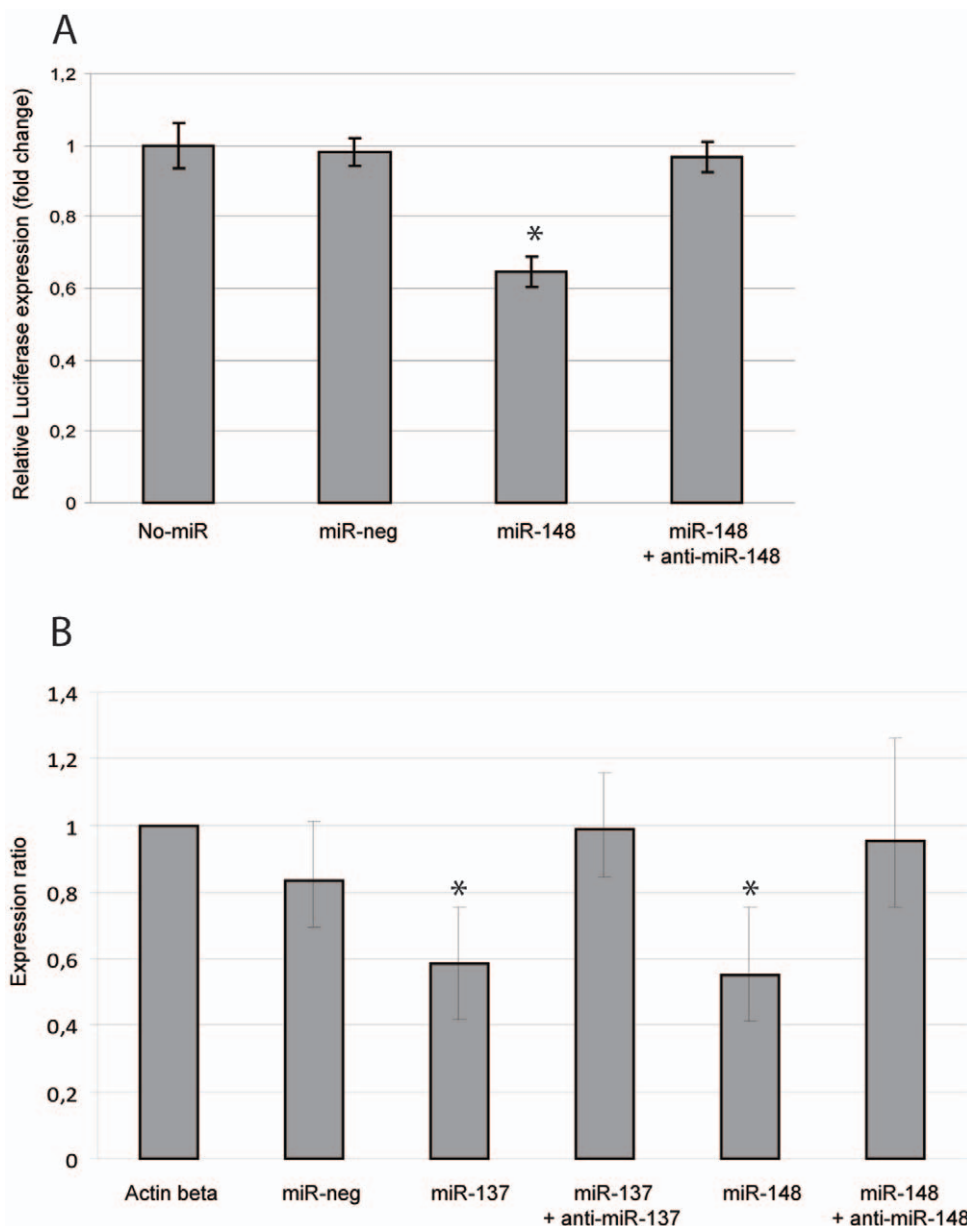 A
Relative Luciferase expression (fold change)
1,2
1
0,8
0,6
0,4
0,2
0
*
No-miR
miR-neg
miR-148
miR-148
+ anti-miR-148
B
Expression ratio
1,4
1,2
1
0,8
0,6
0,4
0,2
0
*
*
Actin beta
miR-neg
miR-137
miR-137
+ anti-miR-137
miR-148
miR-148
+ anti-miR-148